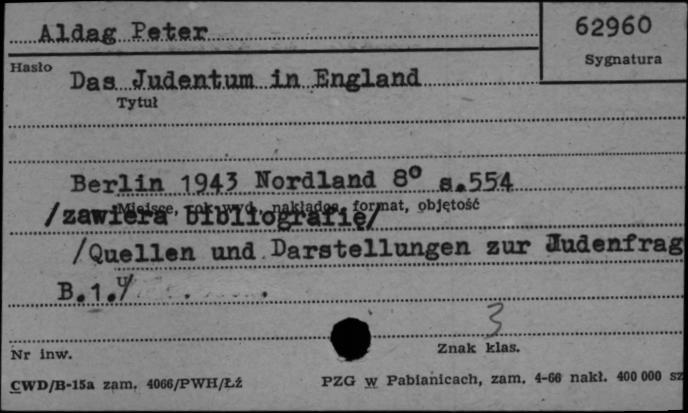 Aldag Peter
62960
Sygnatura
Hasło
Das Judentum in England
Tytuł
Berlin 1943 Nordland 8° s.554
Miejsce, rok wyd., nakładca, format, objętość
/zawiera bibliografię/
/Quellen und Darstellungen zur Judenfrag
B.1./
3
Nr inw.
Znak klas.
CWD/B-15a zam. 4066/PWH/Łź
PZG w Pabianicach, zam. 4-66 nakł. 400 000 sz